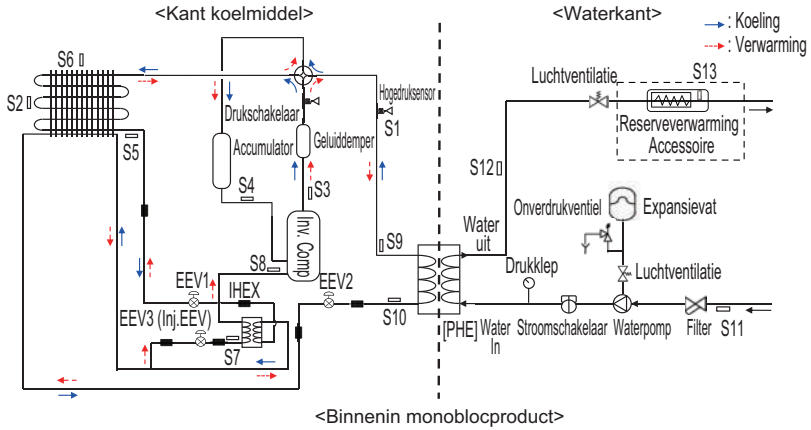 <Kant koelmiddel>
<Waterkant>
: Koeling
: Verwarming
S6
S2
S5
Drukschakelaar
Hogedruksensor
S1
Accumulator
Geluiddemper
S4
S3
Inv. Comp
S8
S9
EEV1
IHEX
EEV2
EEV3 (Inj.EEV)
S7
S10
Luchtventilatie
S13
Reserveverwarming
Accessoire
S12
Water
uit
Onverdrukventiel
Expansievat
Drukklep
Luchtventilatie
[PHE]
Water
In
Stroomschakelaar
Waterpomp
Filter
S11
<Binnenin monoblocproduct>